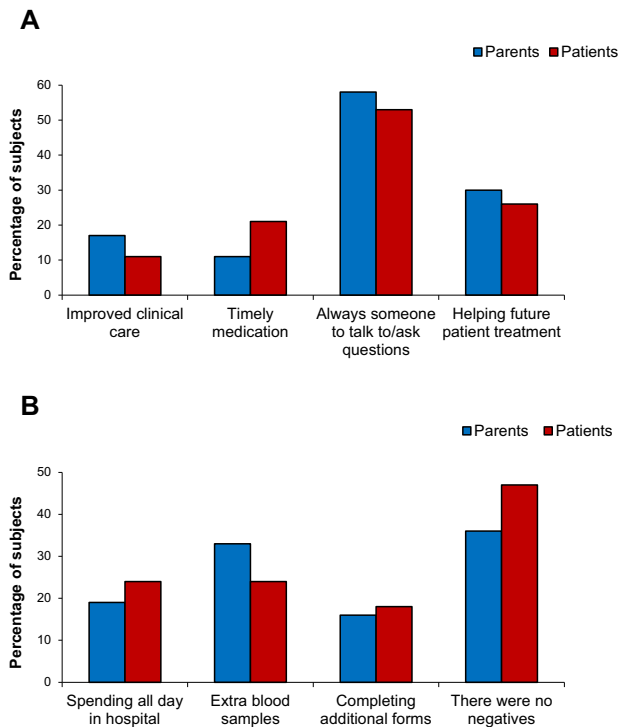 A
Parents Patients
Percentage of subjects
60
50
40
30
20
10
0
Improved clinical
care
Timely
medication
Always someone
to talk to/ask
questions
Helping future
patient treatment
B
Parents Patients
Percentage of subjects
50
40
30
20
10
0
Spending all day
in hospital
Extra blood
samples
Completing
additional forms
There were no
negatives